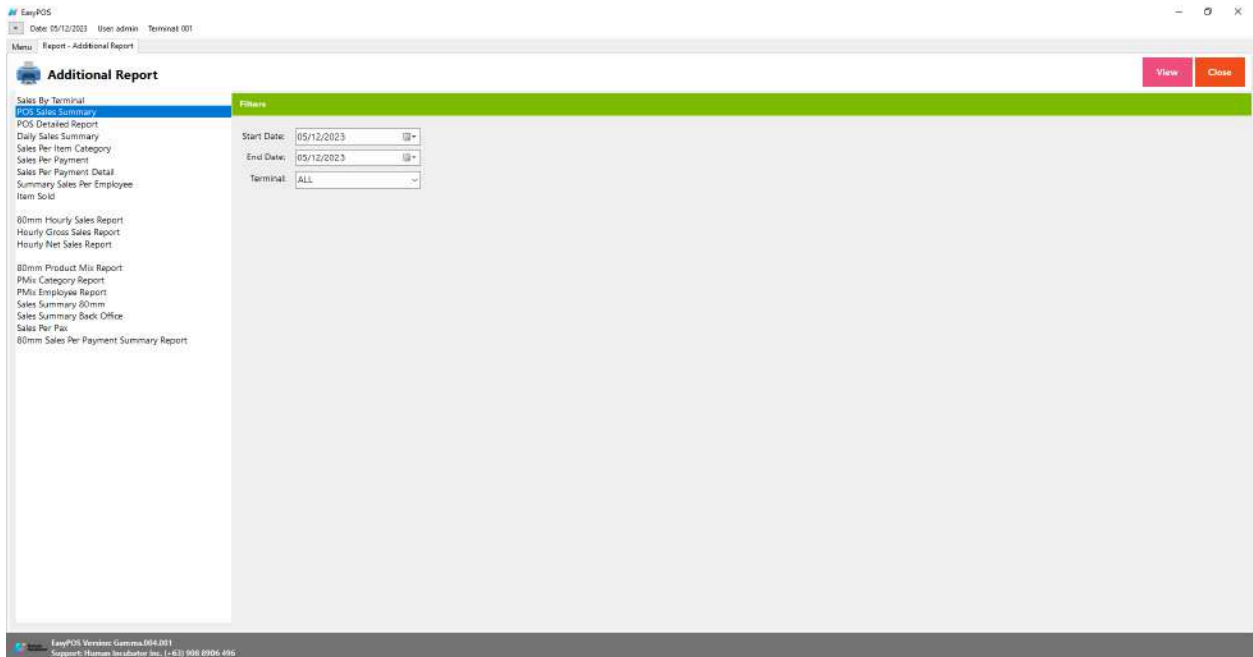 EasyPOS
Date: 05/12/2023 User: admin Terminal: 001
Menu Report - Additional Report
Additional Report
View Close
Sales By Terminal
POS Sales Summary
POS Detailed Report
Daily Sales Summary
Sales Per Item Category
Sales Per Payment
Sales Per Payment Detail
Summary Sales Per Employee
Item Sold
80mm Hourly Sales Report
Hourly Gross Sales Report
Hourly Net Sales Report
80mm Product Mix Report
PMix Category Report
PMix Employee Report
Sales Summary 80mm
Sales Summary Back Office
Sales Per Pax
80mm Sales Per Payment Summary Report
Filters
Start Date: 05/12/2023
End Date: 05/12/2023
Terminal: ALL
EasyPOS Version: Gamma.004.001
Support: Human Incubator Inc. (+63) 908 8906 496